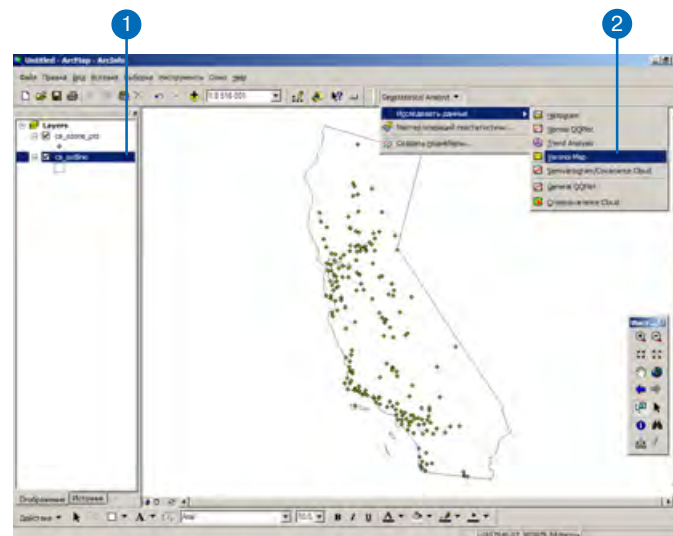 1
2
Untitled - ArcMap - ArcInfo
Файл Правка Вид Вставка Выборка Инструменты Окно
Geostatistical Analyst
Исследовать данные
Мастер операций геостатистики...
Создать
Histogram
Normal QQPlot
Trend Analysis
Voronoi Map
Semivariogram/Covariance Cloud
General QQPlot
Crosscovariance Cloud
Layers
ca_ozone_pts
ca_outline
Отображение Источник
Действия
Arial